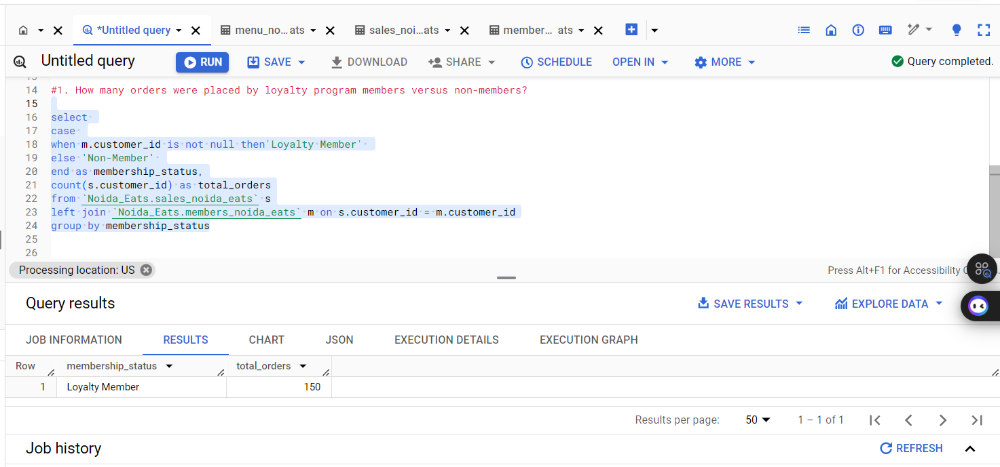 *Untitled query
menu_no…ats
sales_noi…ats
member… ats
Untitled query
RUN
SAVE
DOWNLOAD
SHARE
SCHEDULE
OPEN IN
MORE
Query completed.
14 #1. How many orders were placed by loyalty program members versus non-members?
15
16 select
17 case
18 when m.customer_id is not null then'Loyalty Member'
19 else 'Non-Member'
20 end as membership_status,
21 count(s.customer_id) as total_orders
22 from `Noida_Eats.sales_noida_eats` s
23 left join `Noida_Eats.members_noida_eats` m on s.customer_id = m.customer_id
24 group by membership_status
25
26
Processing location: US
Press Alt+F1 for Accessibility
Query results
SAVE RESULTS
EXPLORE DATA
JOB INFORMATION
RESULTS
CHART
JSON
EXECUTION DETAILS
EXECUTION GRAPH
Row membership_status total_orders
1 Loyalty Member 150
Results per page: 50 1 – 1 of 1
Job history
REFRESH